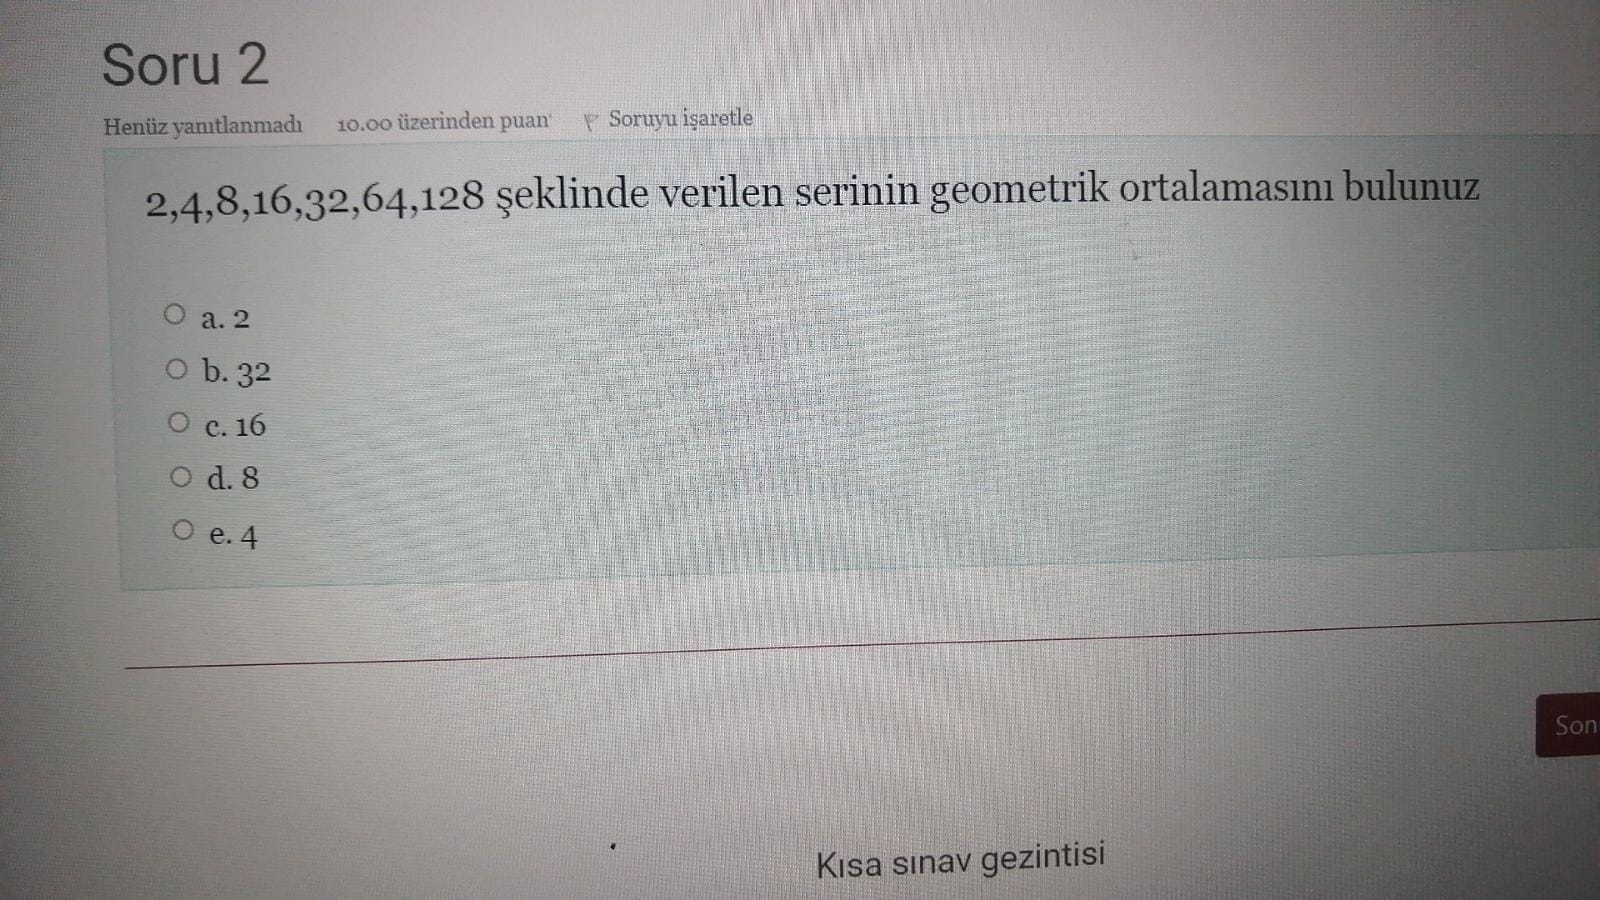 Soru 2
Henüz yanıtlanmadı 10.00 üzerinden puan Soruyu işaretle
2,4,8,16,32,64,128 şeklinde verilen serinin geometrik ortalamasını bulunuz
a. 2
b. 32
c. 16
d. 8
e. 4
Son
Kısa sınav gezintisi